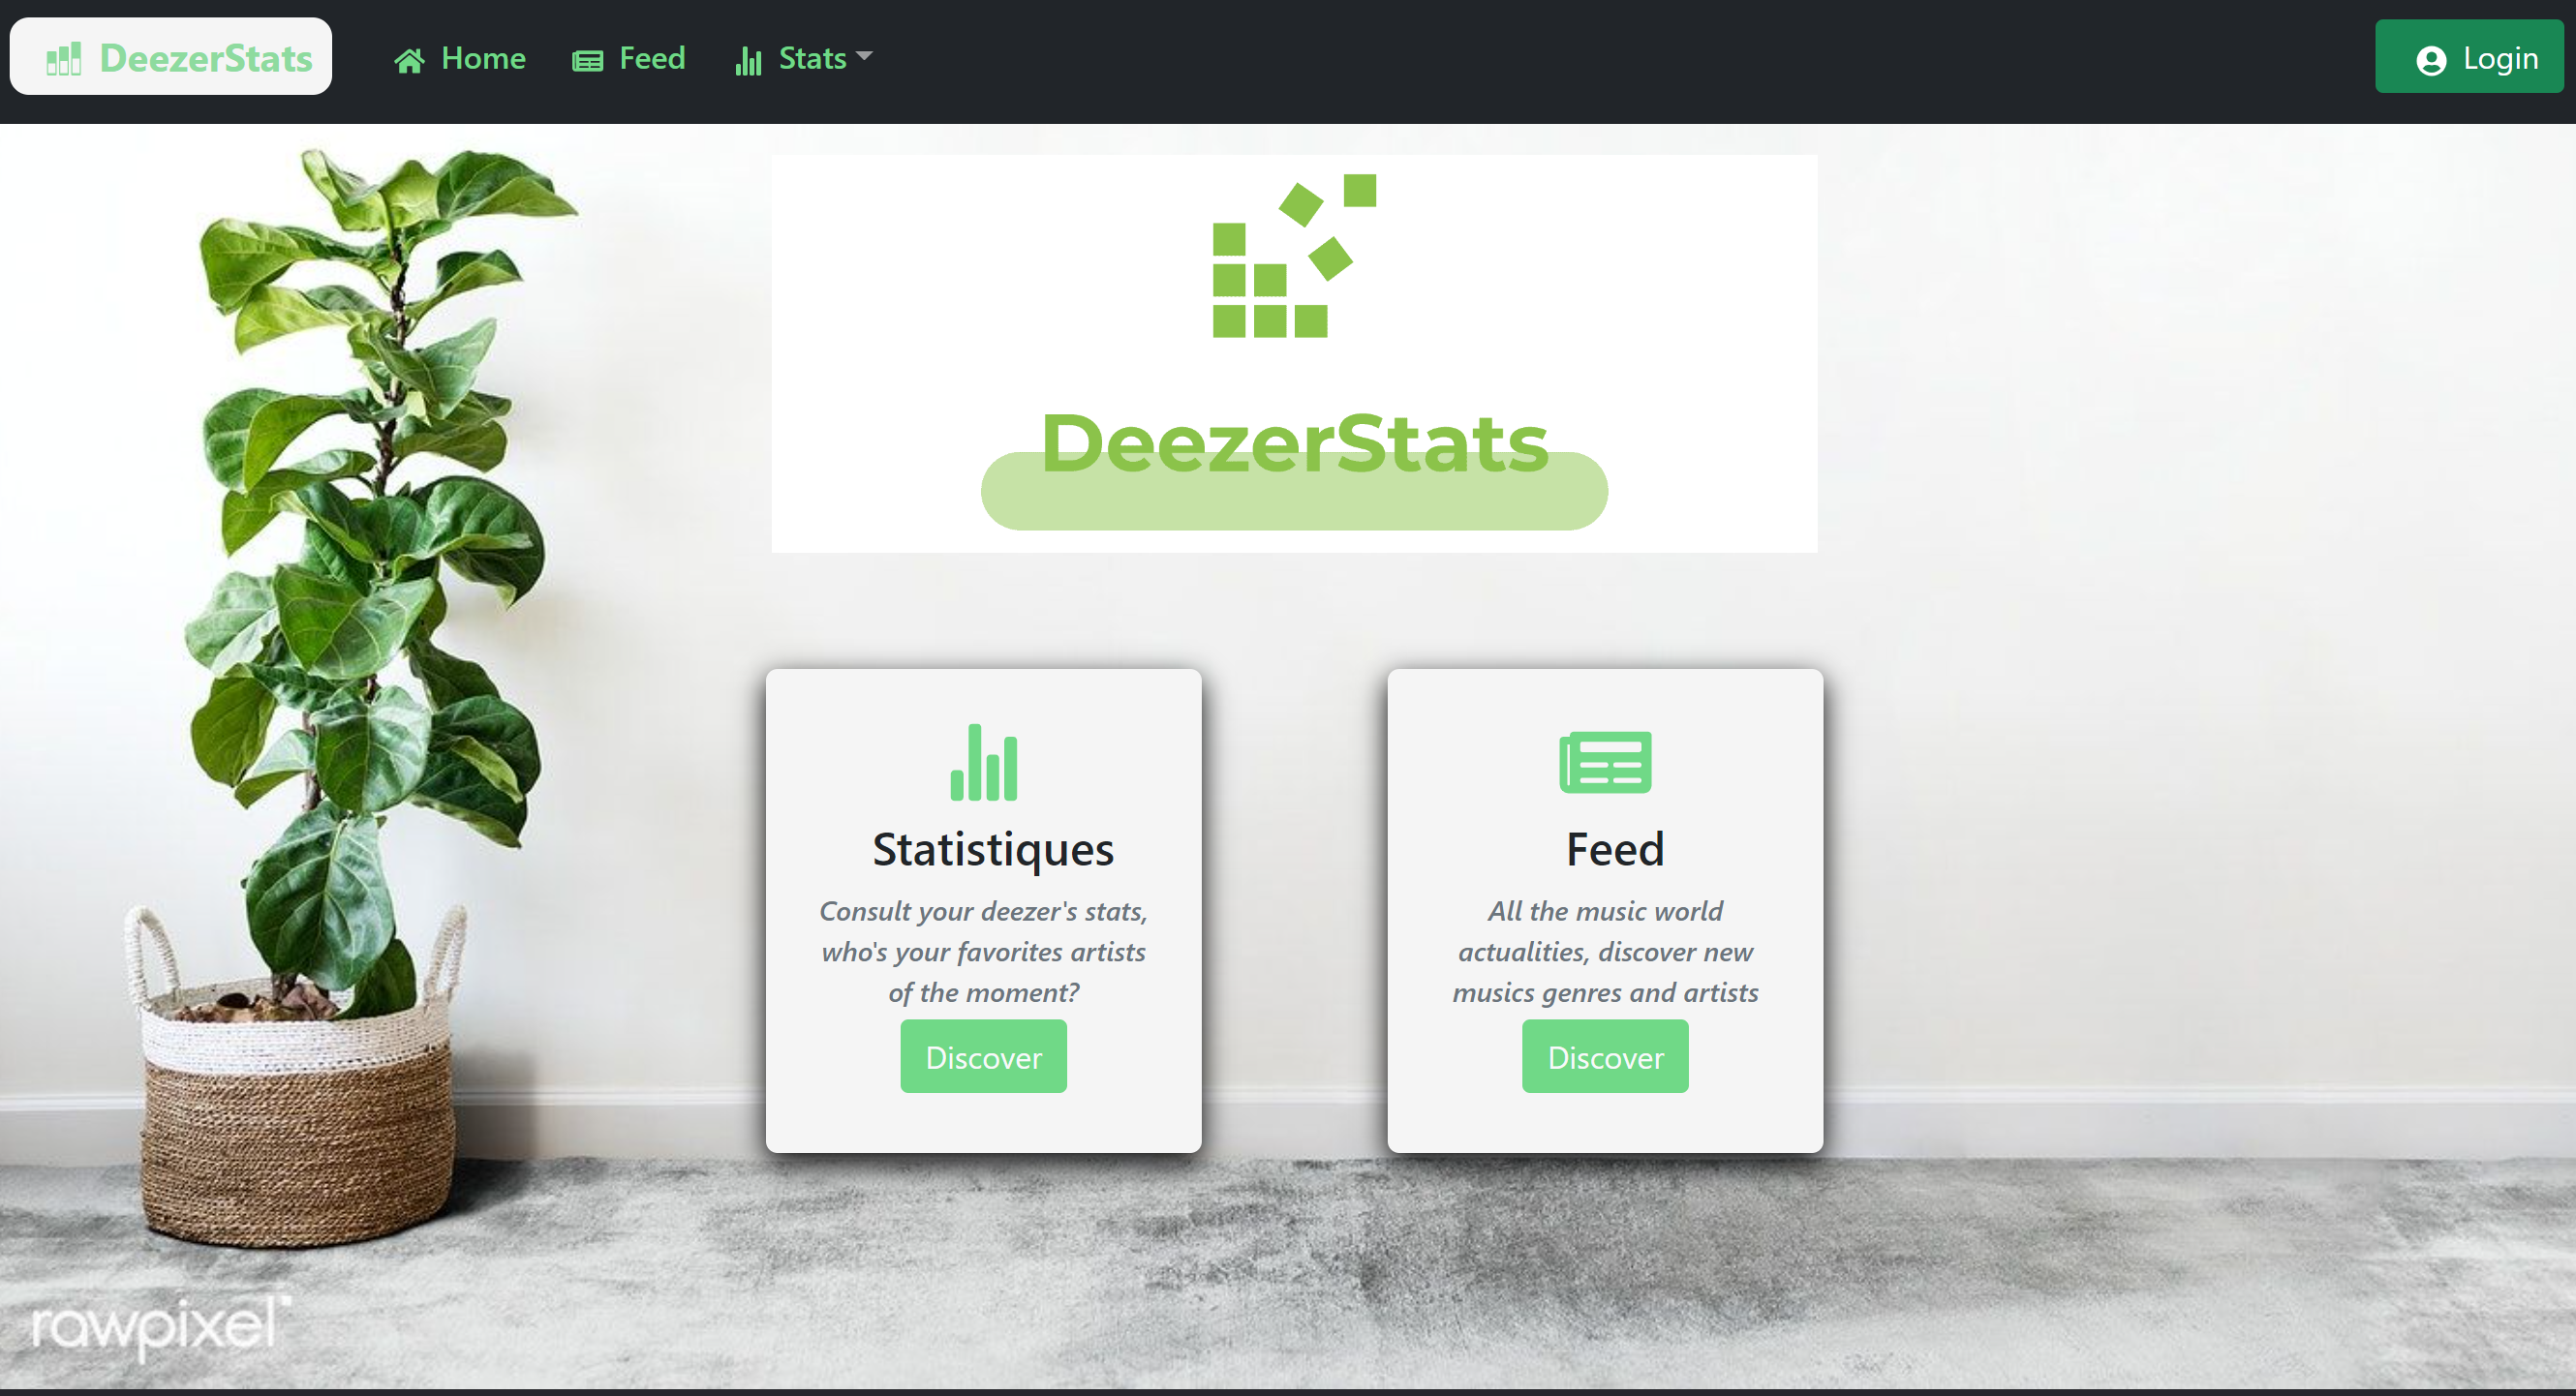 DeezerStats
Home
Feed
Stats
Login
DeezerStats
Statistiques
Consult your deezer's stats,
who's your favorites artists
of the moment?
Discover
Feed
All the music world
actualities, discover new
musics genres and artists
Discover
rawpixel